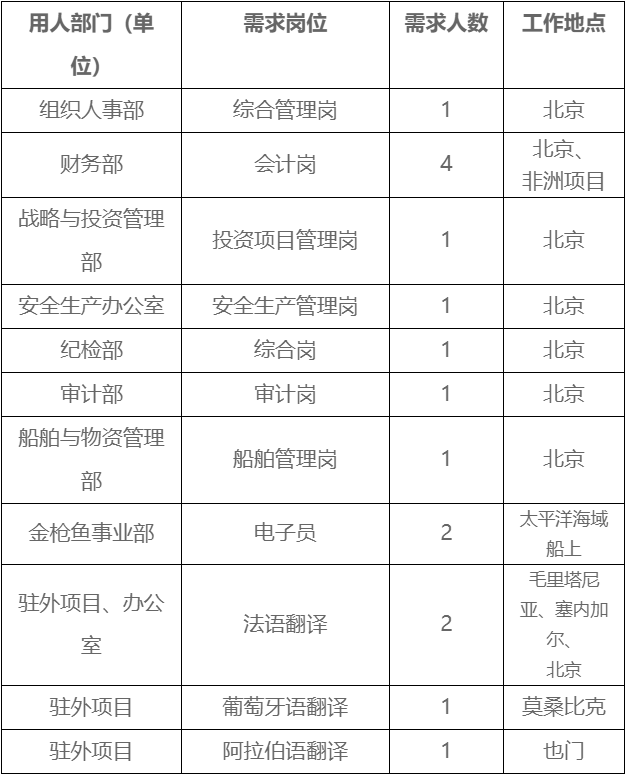 用人部门（单
位）
需求岗位
需求人数
工作地点
组织人事部
综合管理岗
1
北京
财务部
会计岗
4
北京、
非洲项目
战略与投资管理
部
投资项目管理岗
1
北京
安全生产办公室
安全生产管理岗
1
北京
纪检部
综合岗
1
北京
审计部
审计岗
1
北京
船舶与物资管理
部
船舶管理岗
1
北京
金枪鱼事业部
电子员
2
太平洋海域
船上
驻外项目、办公
室
法语翻译
2
毛里塔尼
亚、塞内加
尔、
北京
驻外项目
葡萄牙语翻译
1
莫桑比克
驻外项目
阿拉伯语翻译
1
也门